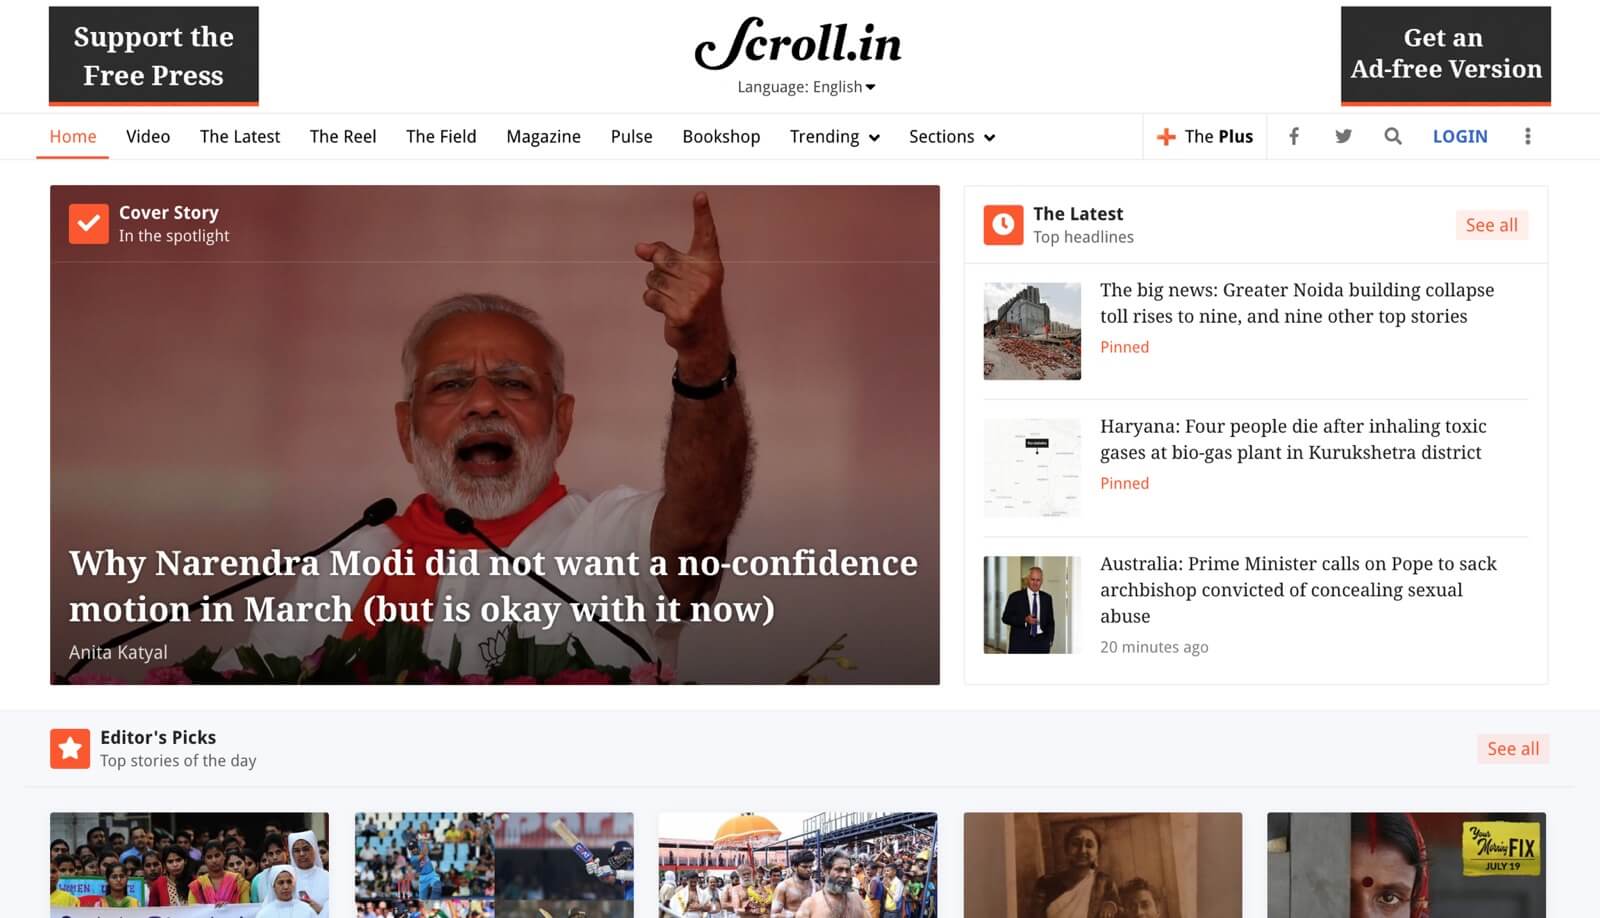 Support the
Free Press
Scroll.in
Language: English
Get an
Ad-free Version
Home
Video
The Latest
The Reel
The Field
Magazine
Pulse
Bookshop
Trending
Sections
The Plus
LOGIN
Cover Story
In the spotlight
Why Narendra Modi did not want a no-confidence
motion in March (but is okay with it now)
Anita Katyal
The Latest
Top headlines
See all
The big news: Greater Noida building collapse
toll rises to nine, and nine other top stories
Pinned
Haryana: Four people die after inhaling toxic
gases at bio-gas plant in Kurukshetra district
Pinned
Australia: Prime Minister calls on Pope to sack
archbishop convicted of concealing sexual
abuse
20 minutes ago
Editor's Picks
Top stories of the day
See all
Your
Morning FIX
JULY 19